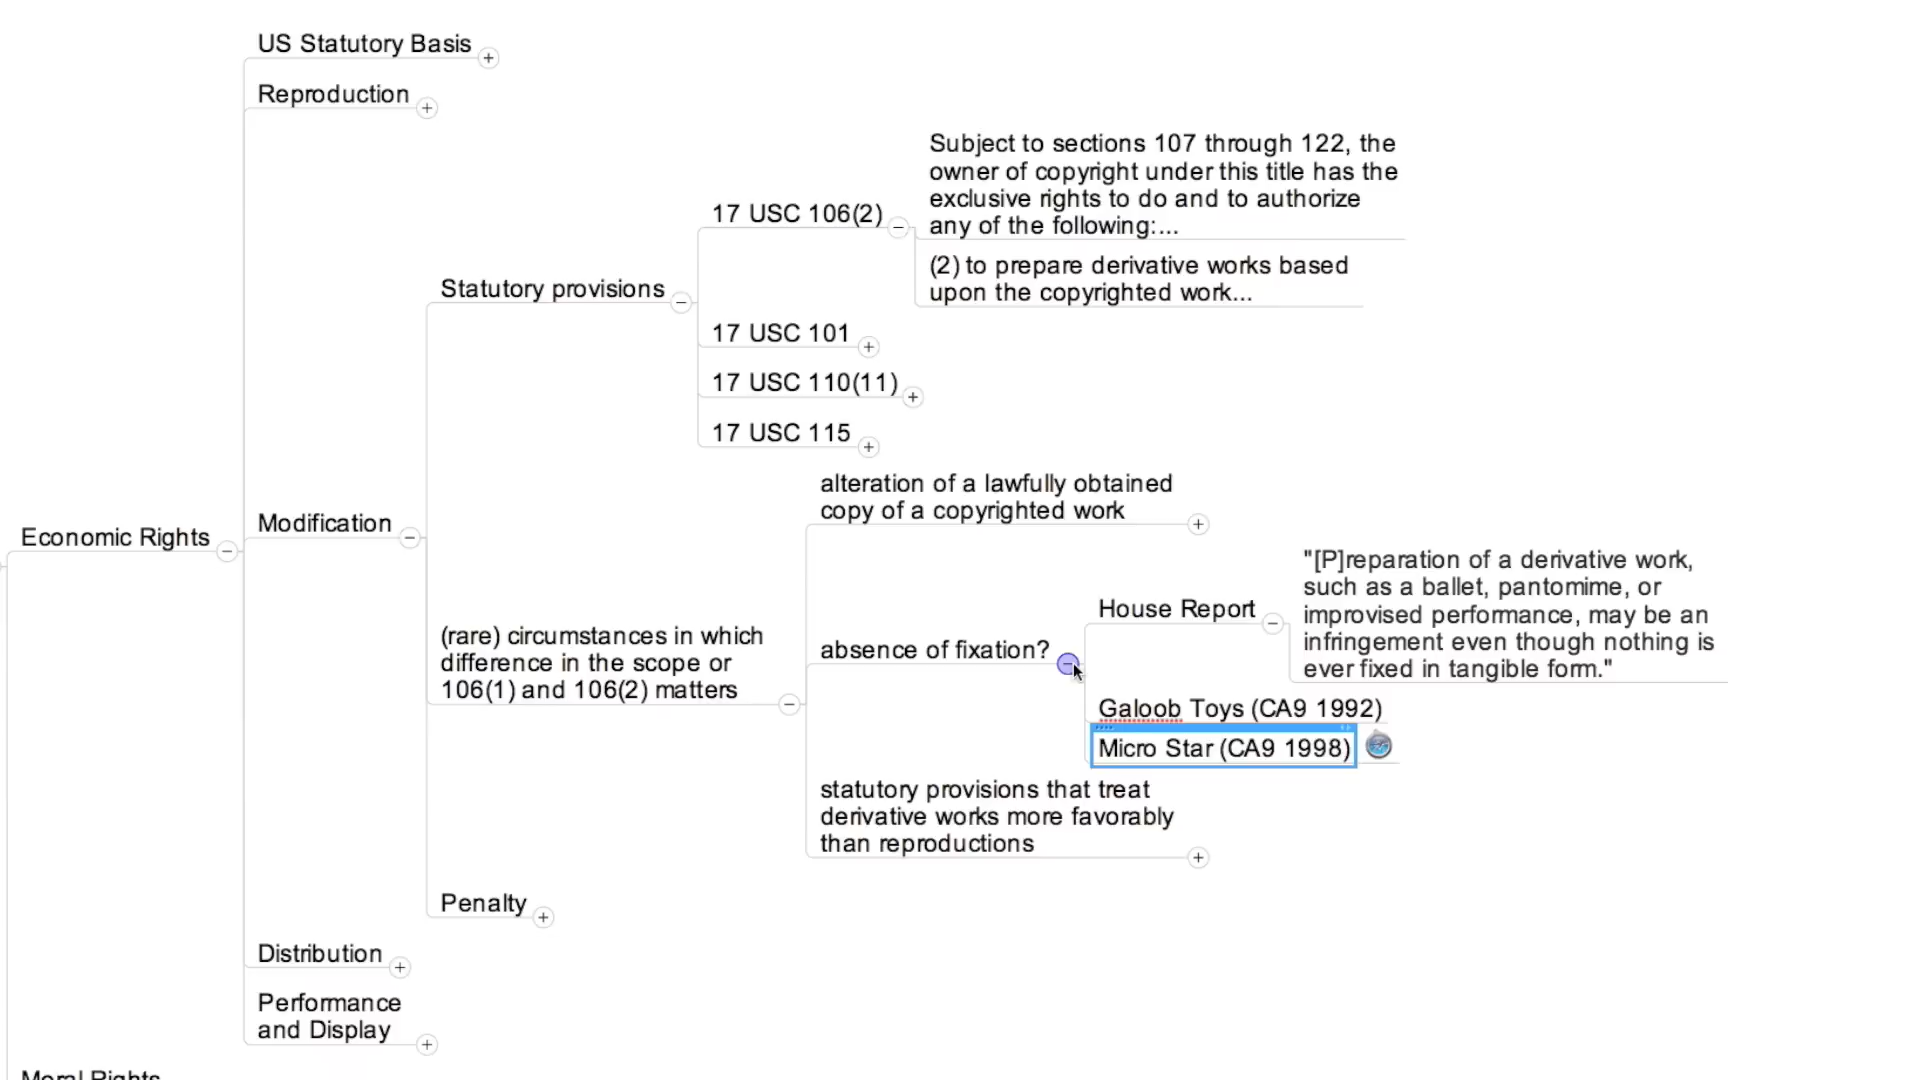 US Statutory Basis
Reproduction
Subject to sections 107 through 122, the
owner of copyright under this title has the
exclusive rights to do and to authorize
any of the following:...
17 USC 106(2)
(2) to prepare derivative works based
upon the copyrighted work...
Statutory provisions
17 USC 101
17 USC 110(11)
17 USC 115
alteration of a lawfully obtained
copy of a copyrighted work
Economic Rights
Modification
"[P]reparation of a derivative work,
such as a ballet, pantomime, or
improvised performance, may be an
infringement even though nothing is
ever fixed in tangible form."
House Report
absence of fixation?
(rare) circumstances in which
difference in the scope or
106(1) and 106(2) matters
Galoob Toys (CA9 1992)
Micro Star (CA9 1998)
statutory provisions that treat
derivative works more favorably
than reproductions
Penalty
Distribution
Performance
and Display
Moral Rights